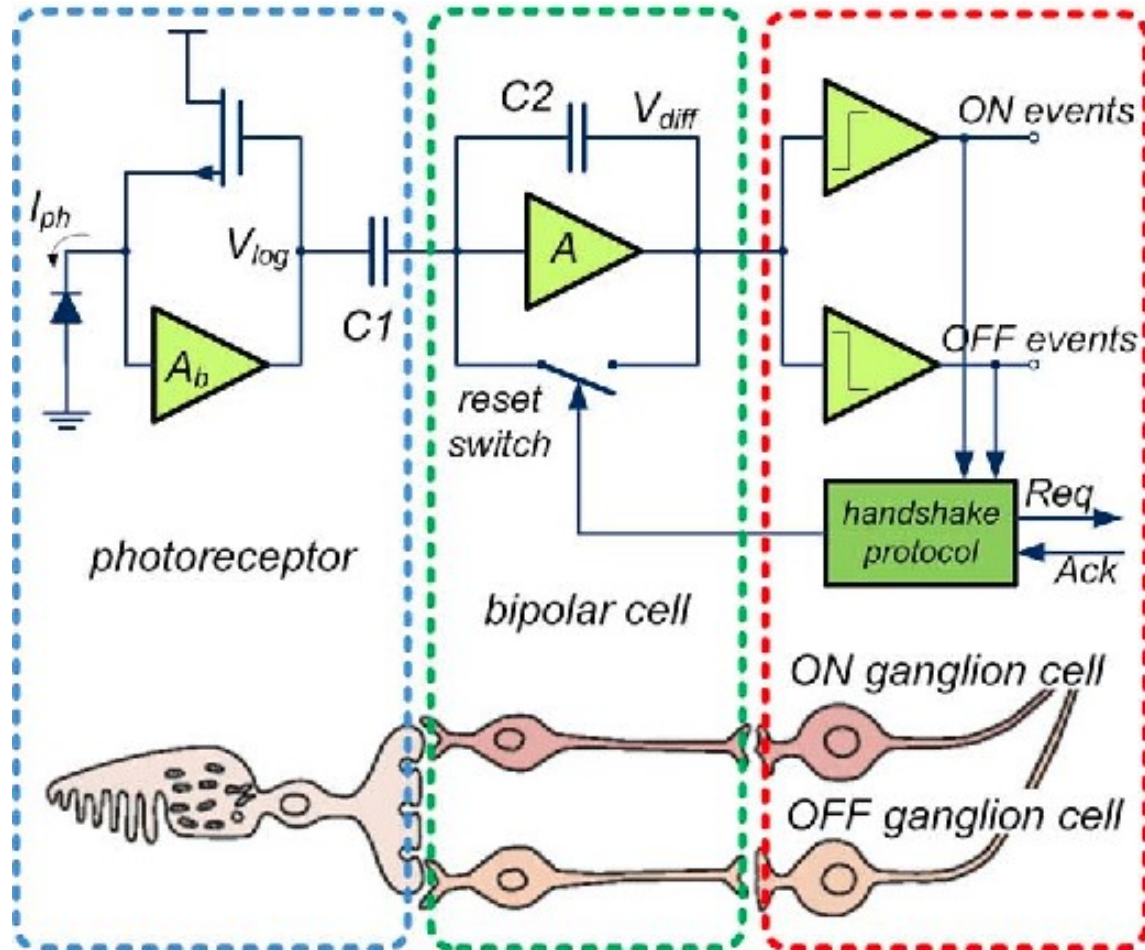 C2
V_diff
ON events
I_ph
V_log
A
C1
A_b
OFF events
reset
switch
handshake
protocol
Req
Ack
photoreceptor
bipolar cell
ON ganglion cell
OFF ganglion cell